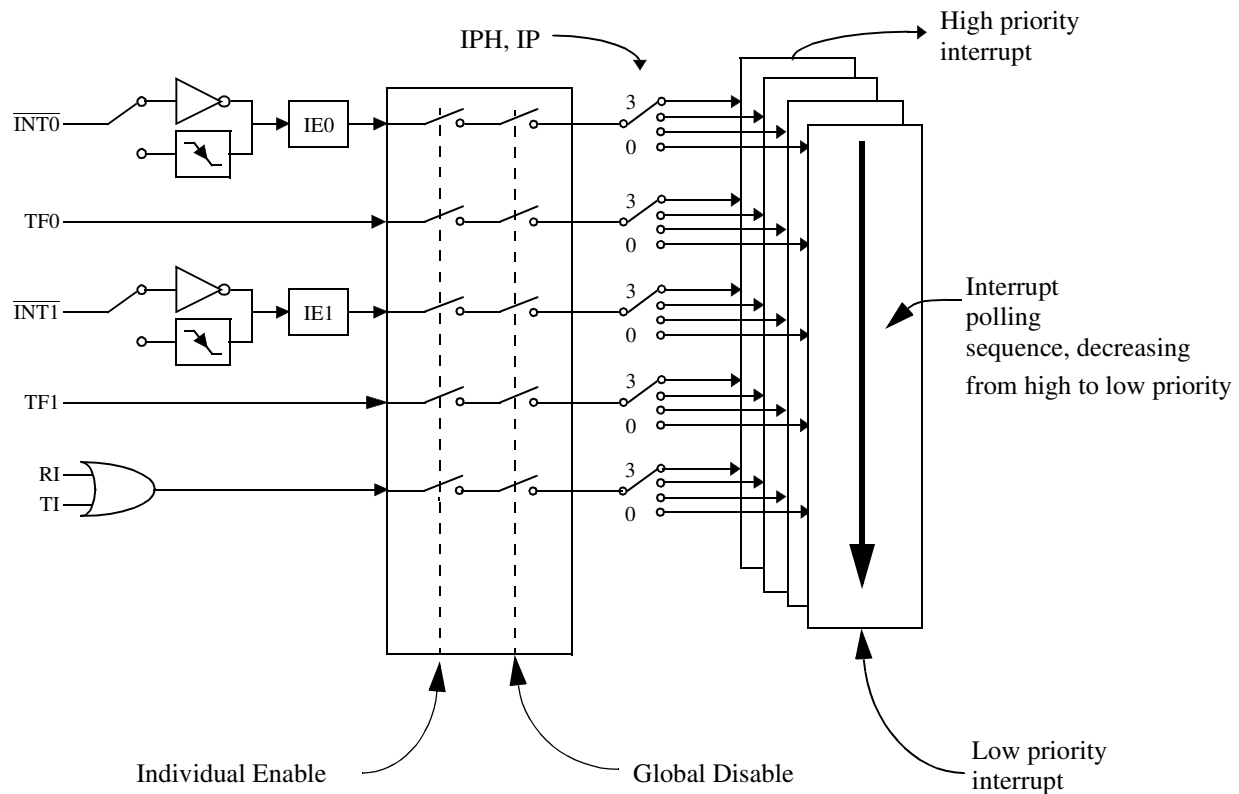 High priority
interrupt
IPH, IP
INT0
IE0
3
0
TF0
3
0
INT1
IE1
3
0
TF1
3
0
RI
TI
3
0
Interrupt
polling
sequence, decreasing
from high to low priority
Individual Enable
Global Disable
Low priority
interrupt